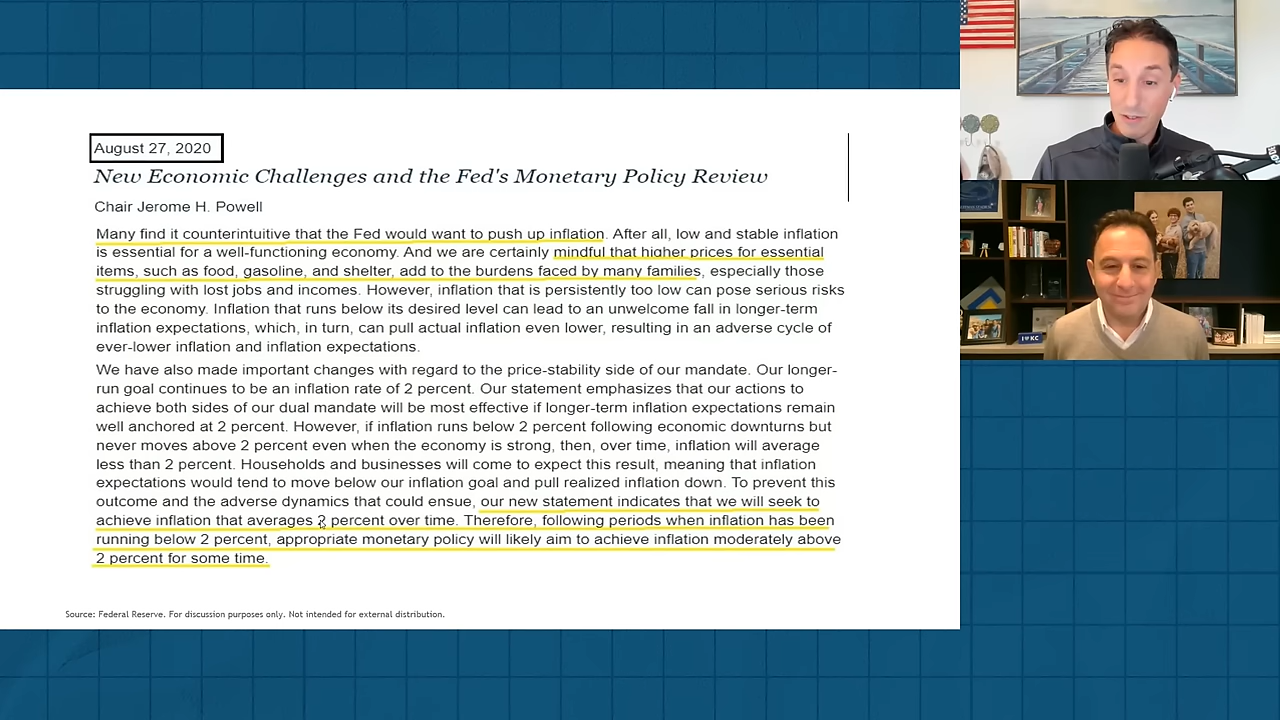 August 27, 2020
New Economic Challenges and the Fed's Monetary Policy Review
Chair Jerome H. Powell
Many find it counterintuitive that the Fed would want to push up inflation. After all, low and stable inflation
is essential for a well-functioning economy. And we are certainly mindful that higher prices for essential
items, such as food, gasoline, and shelter, add to the burdens faced by many families, especially those
struggling with lost jobs and incomes. However, inflation that is persistently too low can pose serious risks
to the economy. Inflation that runs below its desired level can lead to an unwelcome fall in longer-term
inflation expectations, which, in turn, can pull actual inflation even lower, resulting in an adverse cycle of
ever-lower inflation and inflation expectations.
We have also made important changes with regard to the price-stability side of our mandate. Our longer-
run goal continues to be an inflation rate of 2 percent. Our statement emphasizes that our actions to
achieve both sides of our dual mandate will be most effective if longer-term inflation expectations remain
well anchored at 2 percent. However, if inflation runs below 2 percent following economic downturns but
never moves above 2 percent even when the economy is strong, then, over time, inflation will average
less than 2 percent. Households and businesses will come to expect this result, meaning that inflation
expectations would tend to move below our inflation goal and pull realized inflation down. To prevent this
outcome and the adverse dynamics that could ensue, our new statement indicates that we will seek to
achieve inflation that averages 2 percent over time. Therefore, following periods when inflation has been
running below 2 percent, appropriate monetary policy will likely aim to achieve inflation moderately above
2 percent for some time.
Source: Federal Reserve. For discussion purposes only. Not intended for external distribution.
I ♥ KC